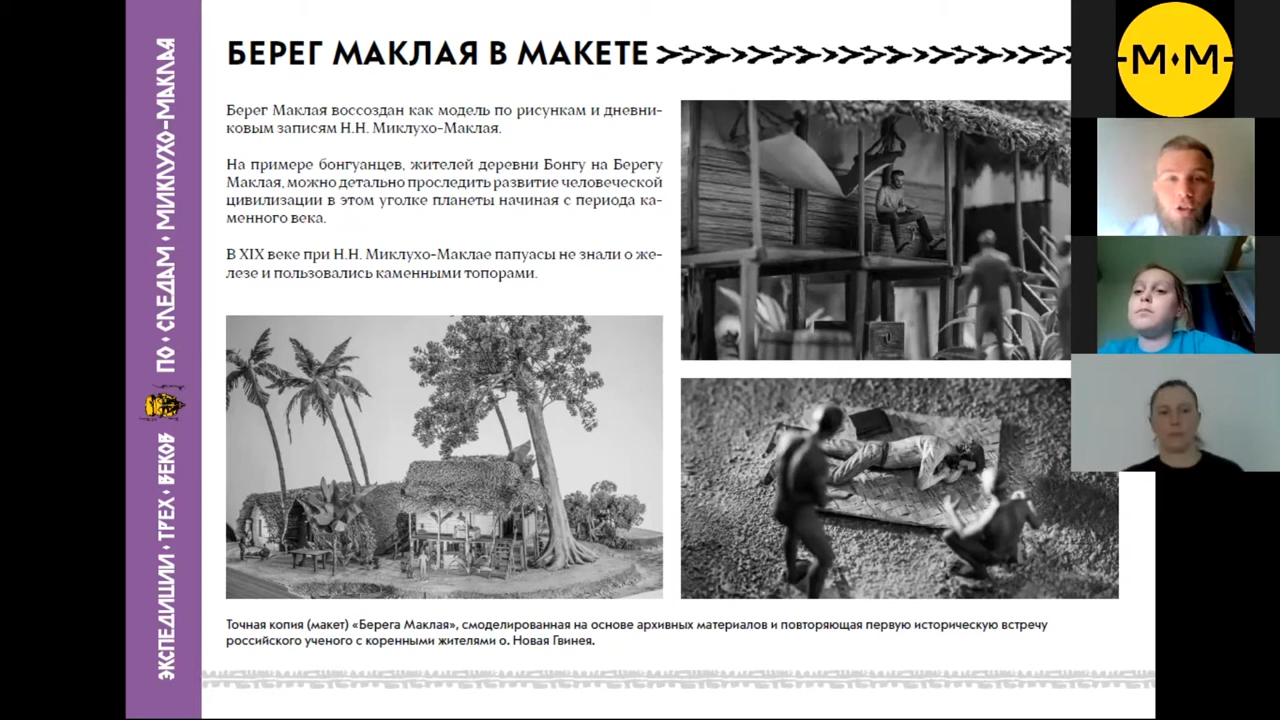 БЕРЕГ МАКЛАЯ В МАКЕТЕ
Берег Маклая воссоздан как модель по рисункам и дневни-
ковым записям Н.Н. Миклухо-Маклая.
На примере бонгуанцев, жителей деревни Бонгу на Берегу
Маклая, можно детально проследить развитие человеческой
цивилизации в этом уголке планеты начиная с периода ка-
менного века.
В XIX веке при Н.Н. Миклухо-Маклае папуасы не знали о же-
лезе и пользовались каменными топорами.
Точная копия (макет) «Берега Маклая», смоделированная на основе архивных материалов и повторяющая первую историческую встречу
российского ученого с коренными жителями о. Новая Гвинея.
ЭКСПЕДИЦИИ • ТРЕХ • ВЕКОВ ПО • СЛЕДАМ • МИКЛУХО-МАКЛАЯ
М•М